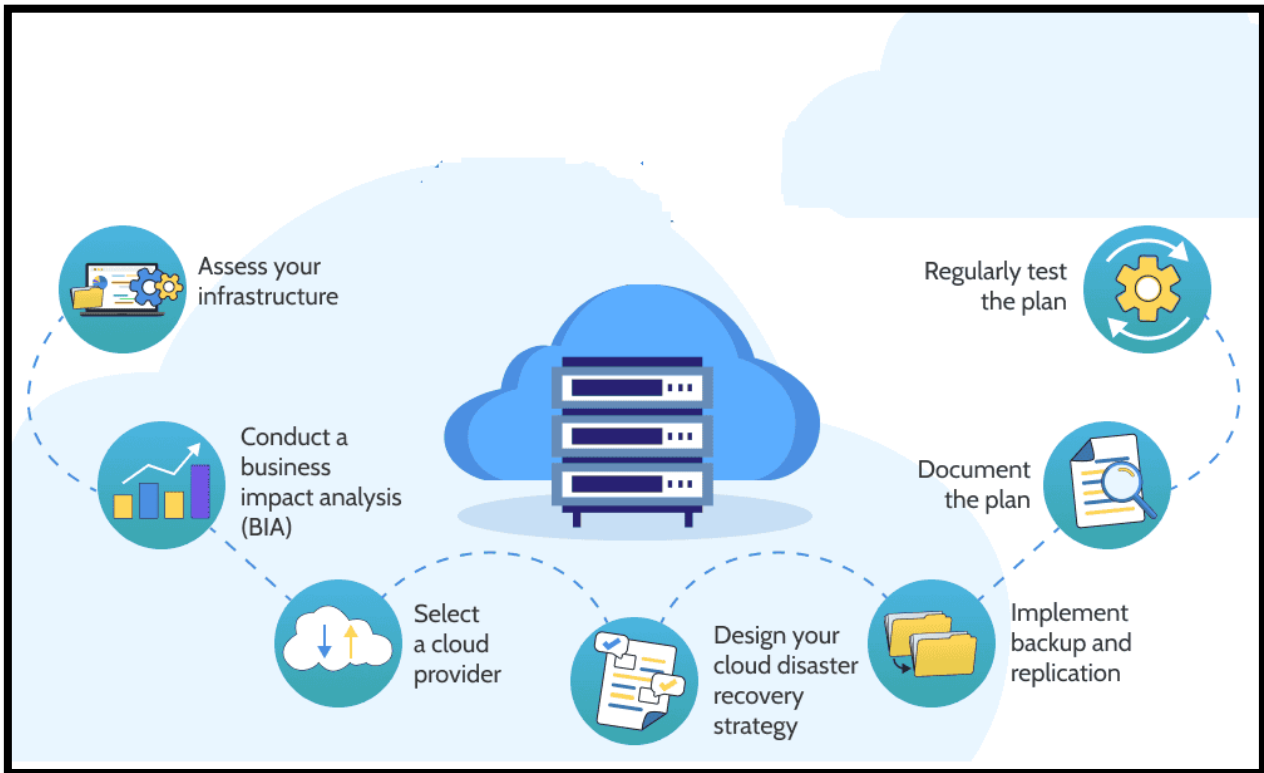 Assess your
infrastructure
Conduct a
business
impact analysis
(BIA)
Select
a cloud
provider
Design your
cloud disaster
recovery
strategy
Implement
backup and
replication
Document
the plan
Regularly test
the plan